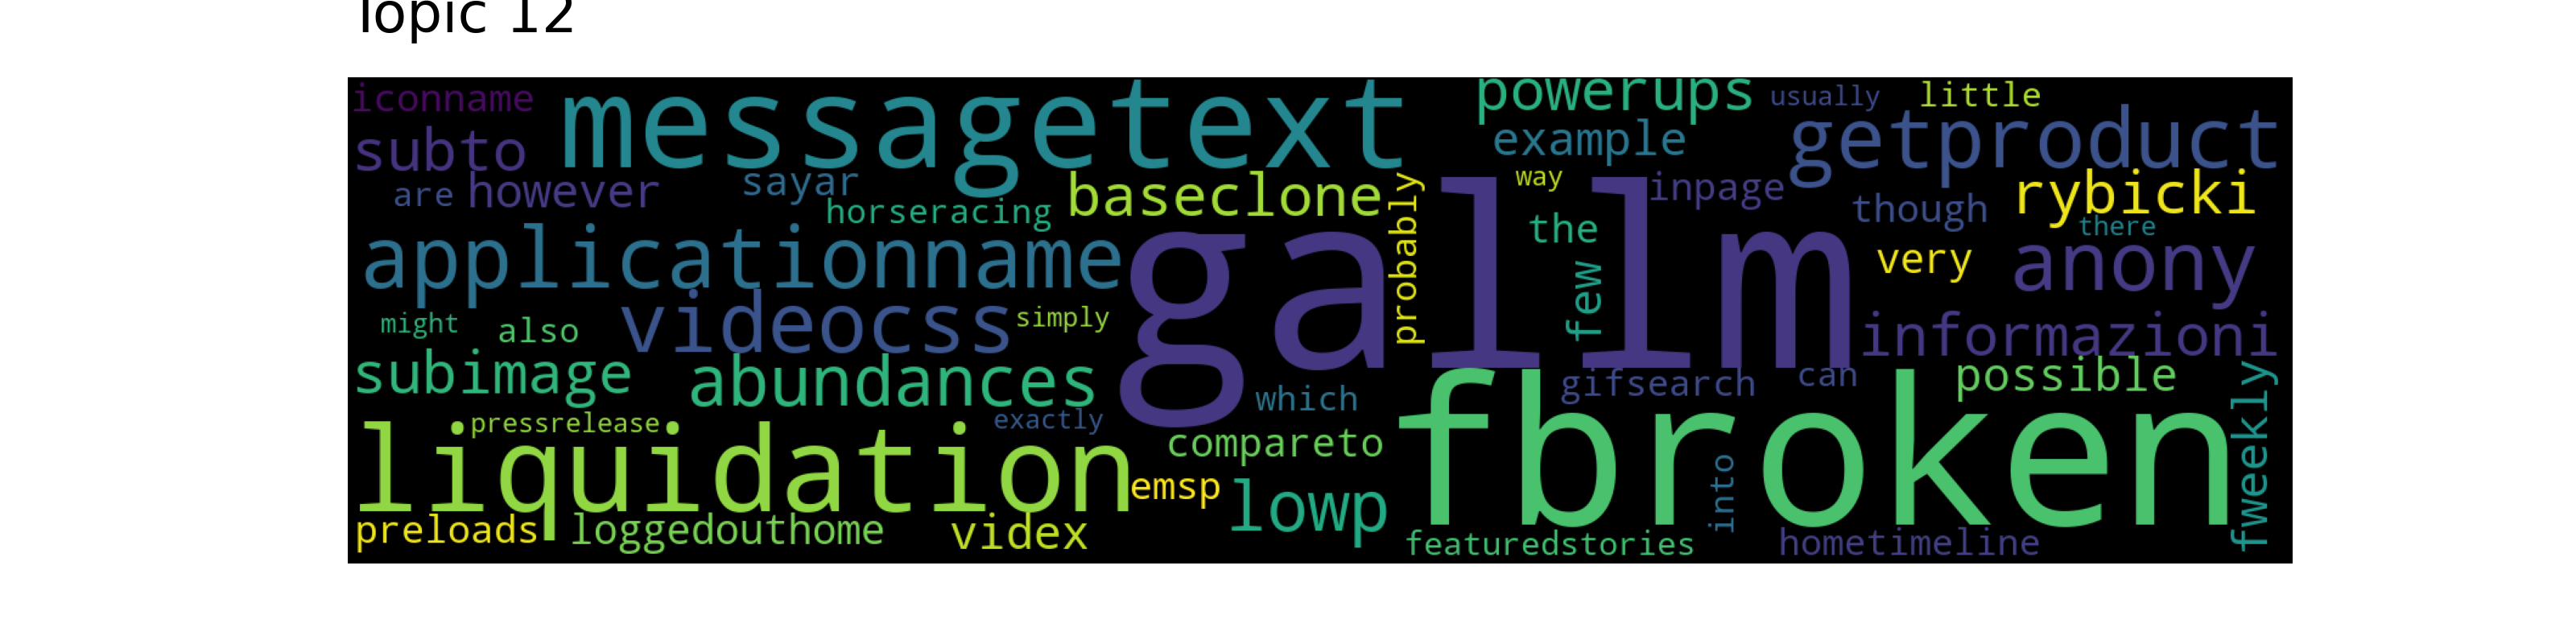 Topic 12
iconname
messagetext
powerups
usually
little
subto
example
getproduct
are
however
sayar
horseracing
baseclone
probably
way
inpage
though
rybicki
there
applicationname
gallm
the
few
very
anony
might
also
videocss
simply
informazioni
subimage
abundances
which
gifsearch
can
possible
pressrelease
exactly
liquidation
compareto
fbroken
fweekly
emsp
lowp
into
preloads
loggedouthome
videx
featuredstories
hometimeline